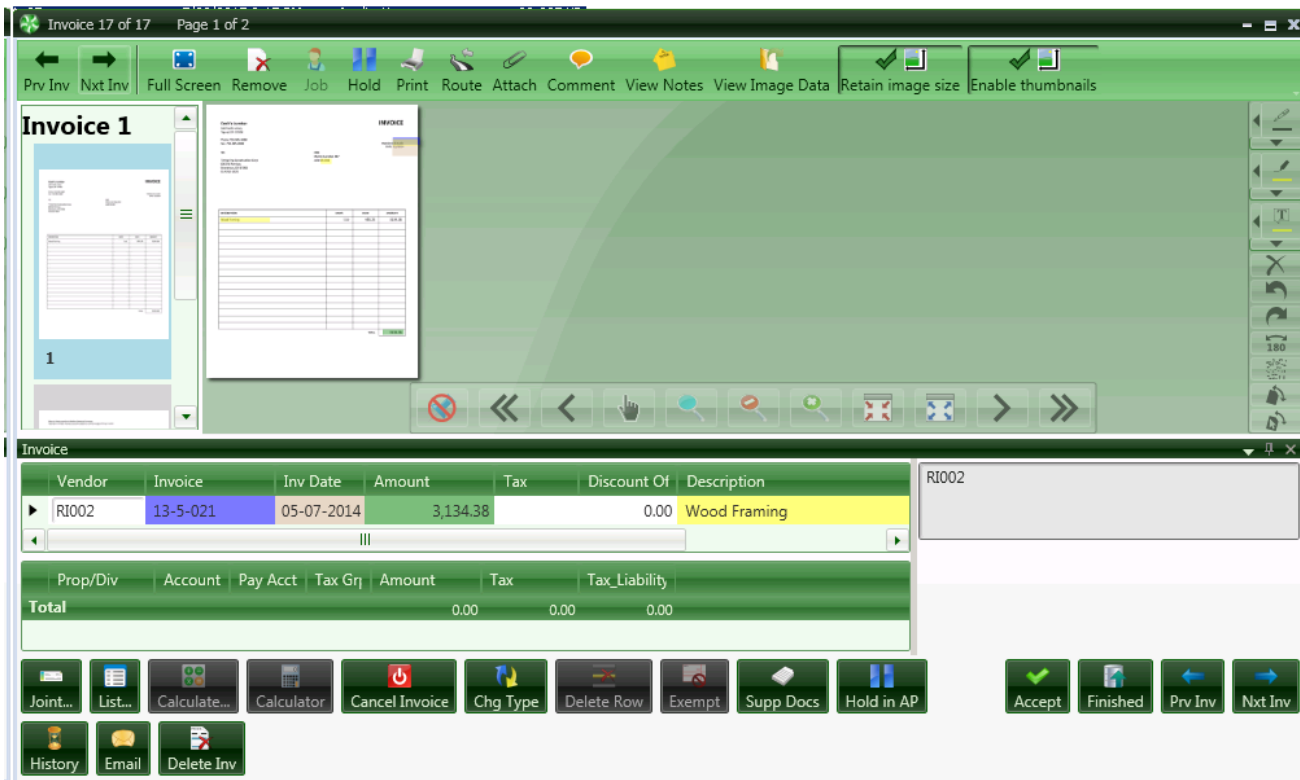 Invoice 17 of 17 Page 1 of 2
Prv Inv Nxt Inv Full Screen Remove Job Hold Print Route Attach Comment View Notes View Image Data Retain image size Enable thumbnails
Invoice 1
INVOICE
1
T
180
Invoice
Vendor Invoice Inv Date Amount Tax Discount Of Description
RI002 13-5-021 05-07-2014 3,134.38 0.00 Wood Framing
RI002
Prop/Div Account Pay Acct Tax Grp Amount Tax Tax_Liability
Total 0.00 0.00 0.00
Joint... List... Calculate... Calculator Cancel Invoice Chg Type Delete Row Exempt Supp Docs Hold in AP Accept Finished Prv Inv Nxt Inv
History Email Delete Inv